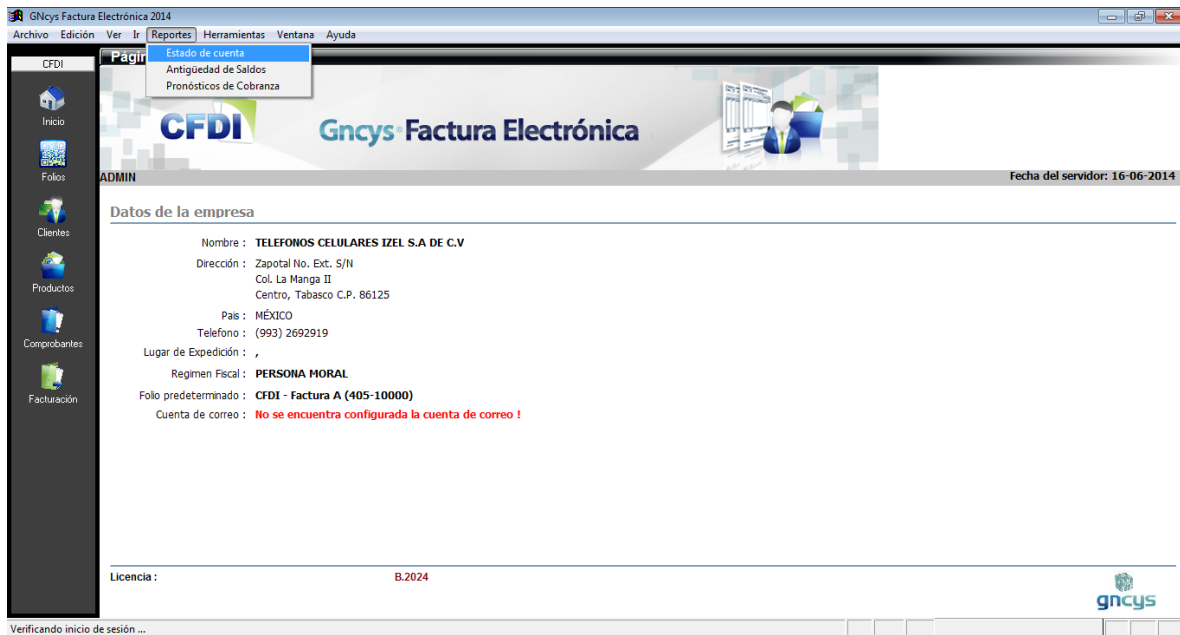 GNcys Factura Electrónica 2014
Archivo Edición Ver Ir Reportes Herramientas Ventana Ayuda
Estado de cuenta
Antigüedad de Saldos
Pronósticos de Cobranza
CFDI
Inicio
Folios
Clientes
Productos
Comprobantes
Facturación
CFDI
Gncys Factura Electrónica
ADMIN
Fecha del servidor: 16-06-2014
Datos de la empresa
Nombre : TELEFONOS CELULARES IZEL S.A DE C.V
Dirección : Zapotal No. Ext. S/N
Col. La Manga II
Centro, Tabasco C.P. 86125
Pais : MÉXICO
Telefono : (993) 2692919
Lugar de Expedición : ,
Regimen Fiscal : PERSONA MORAL
Folio predeterminado : CFDI - Factura A (405-10000)
Cuenta de correo : No se encuentra configurada la cuenta de correo !
Licencia : B.2024
gncys
Verificando inicio de sesión ...